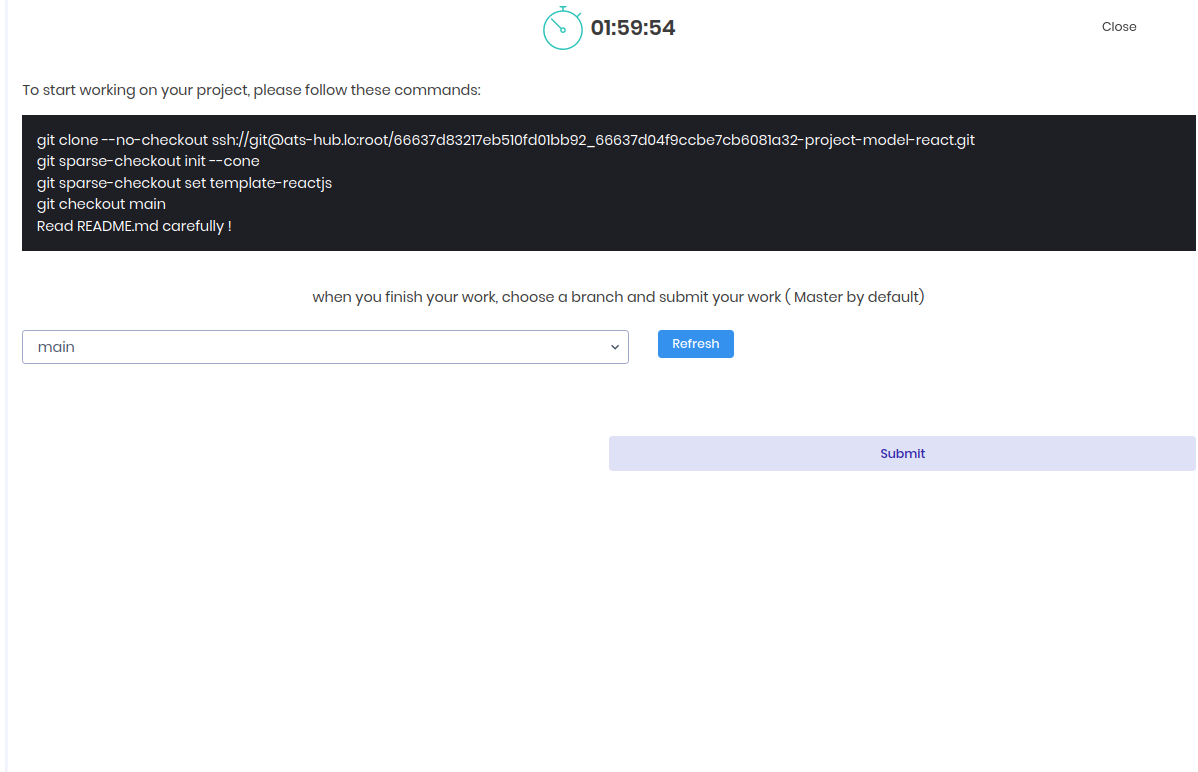 01:59:54
Close
To start working on your project, please follow these commands:
git clone --no-checkout ssh://git@ats-hub.lo:root/66637d83217eb510fd01bb92_66637d04f9ccbe7cb6081a32-project-model-react.git
git sparse-checkout init --cone
git sparse-checkout set template-reactjs
git checkout main
Read README.md carefully !
when you finish your work, choose a branch and submit your work ( Master by default)
main
Refresh
Submit